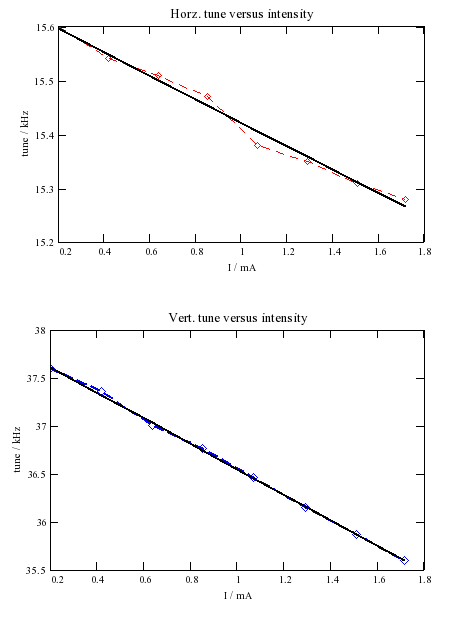 Horz. tune versus intensity
15.6
15.5
15.4
15.3
15.2
tune / kHz
0.2 0.4 0.6 0.8 1 1.2 1.4 1.6 1.8
I / mA
Vert. tune versus intensity
38
37.5
37
36.5
36
35.5
tune / kHz
0.2 0.4 0.6 0.8 1 1.2 1.4 1.6 1.8
I / mA